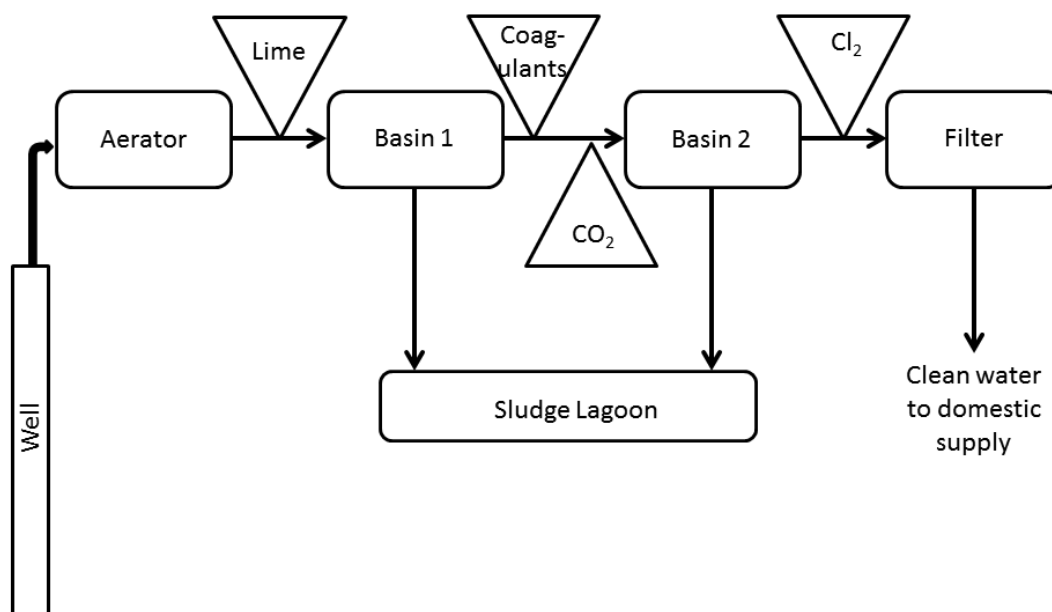 Lime
Coag-
ulants
Cl₂
Aerator
Basin 1
Basin 2
Filter
CO₂
Well
Sludge Lagoon
Clean water
to domestic
supply